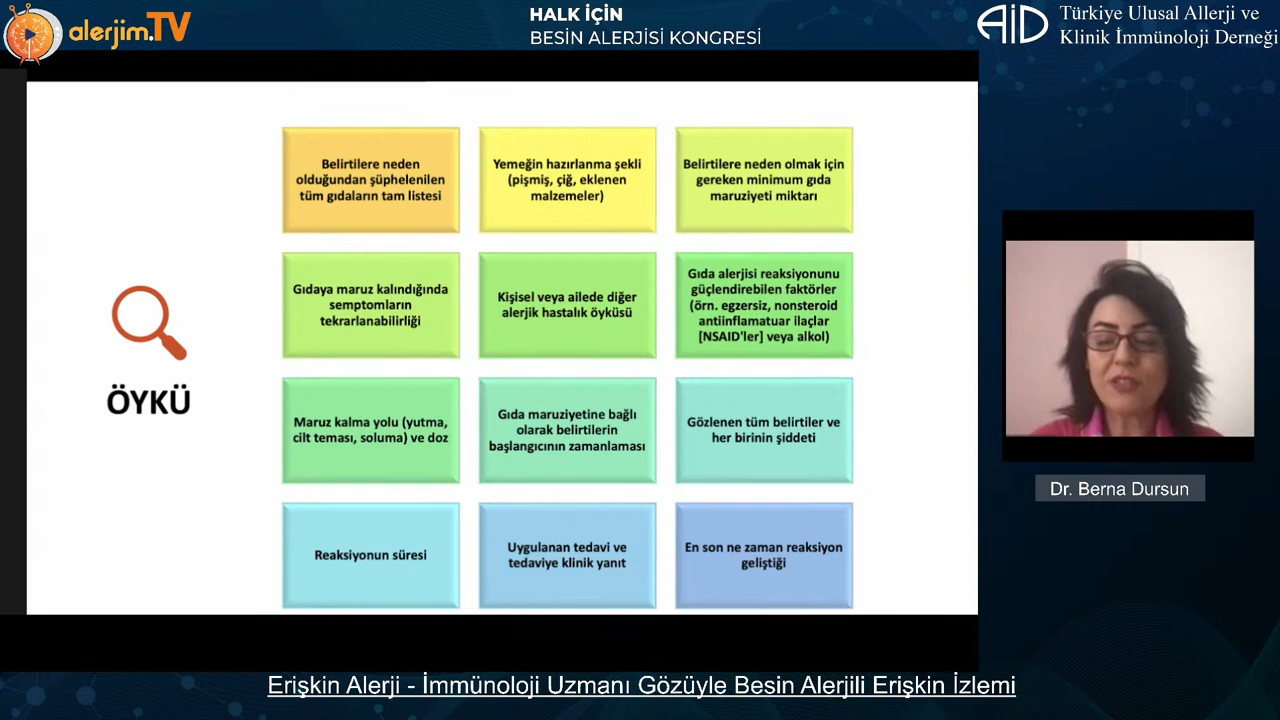 alerjim.TV
HALK İÇİN
BESİN ALERJİSİ KONGRESİ
AİD
Türkiye Ulusal Allerji ve
Klinik İmmünoloji Derneği
Belirtilere neden
olduğundan şüphelenilen
tüm gıdaların tam listesi
Yemeğin hazırlanma şekli
(pişmiş, çiğ, eklenen
malzemeler)
Belirtilere neden olmak için
gereken minimum gıda
maruziyeti miktarı
Gıdaya maruz kalındığında
semptomların
tekrarlanabilirliği
Kişisel veya ailede diğer
alerjik hastalık öyküsü
Gıda alerjisi reaksiyonunu
güçlendirebilen faktörler
(örn. egzersiz, nonsteroid
antiinflamatuar ilaçlar
[NSAID'ler] veya alkol)
ÖYKÜ
Maruz kalma yolu (yutma,
cilt teması, soluma) ve doz
Gıda maruziyetine bağlı
olarak belirtilerin
başlangıcının zamanlaması
Gözlenen tüm belirtiler ve
her birinin şiddeti
Reaksiyonun süresi
Uygulanan tedavi ve
tedaviye klinik yanıt
En son ne zaman reaksiyon
geliştiği
Dr. Berna Dursun
Erişkin Alerji - İmmünoloji Uzmanı Gözüyle Besin Alerjili Erişkin İzlemi